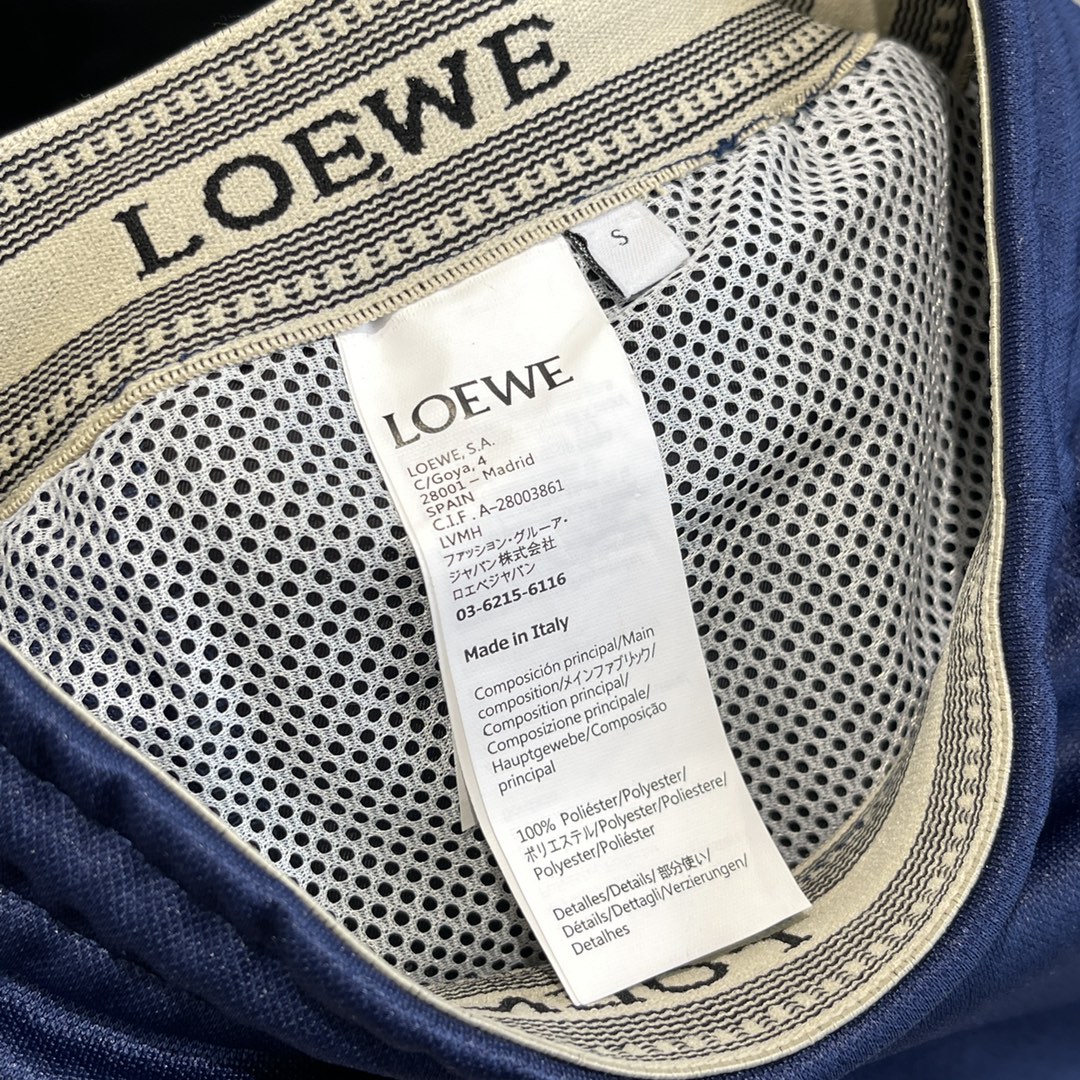 LOEWE
S
LOEWE
LOEWE, S.A.
C/Goya, 4
28001 – Madrid
SPAIN
C.I.F. A–28003861
LVMH
ファッション・グループ・
ジャパン株式会社
ロエベジャパン
03-6215-6116
Made in Italy
Composición principal/Main
composition/メインファブリック/
Composition principal/
Composizione principale/
Hauptgewebe/Composição
principal
100% Poliéster/Polyester/
ポリエステル/Polyester/Poliestere/
Polyester/Poliéster
Detalles/Details/部分使い/
Détails/Dettagli/Verzierungen/
Detalhes